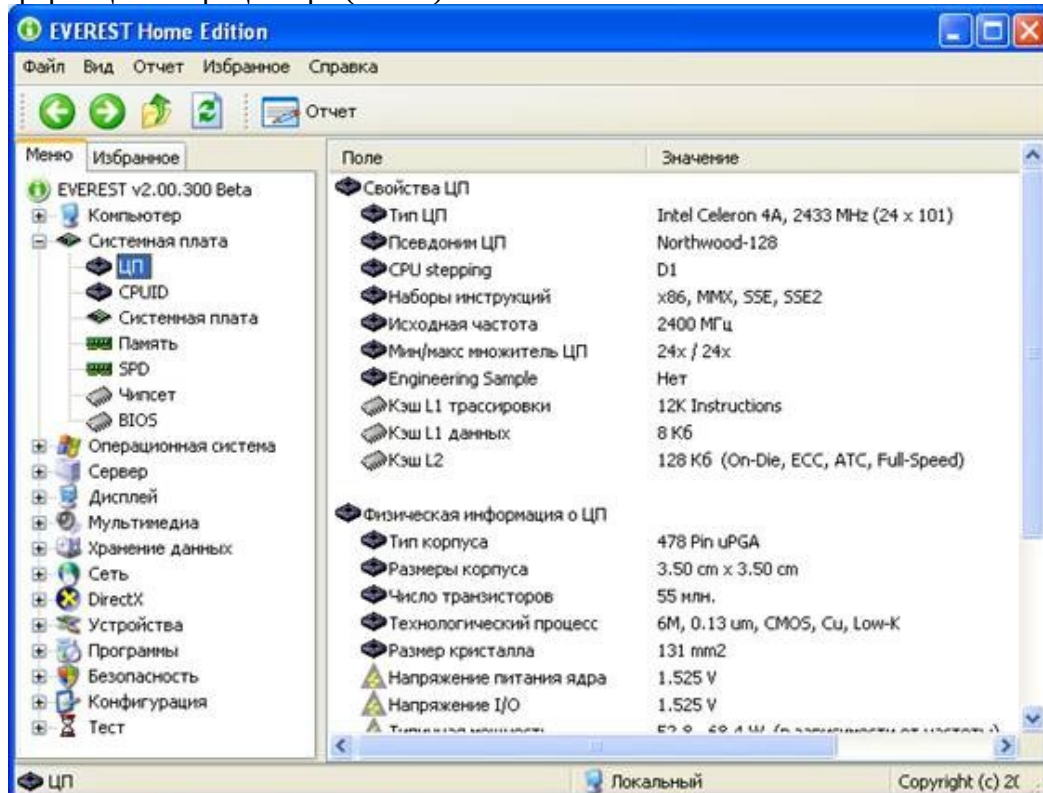 EVEREST Home Edition
Файл Вид Отчет Избранное Справка
Отчет
Меню Избранное
EVEREST v2.00.300 Beta
Компьютер
Системная плата
ЦП
CPUID
Системная плата
Память
SPD
Чипсет
BIOS
Операционная система
Сервер
Дисплей
Мультимедиа
Хранение данных
Сеть
DirectX
Устройства
Программы
Безопасность
Конфигурация
Тест
Поле Значение
Свойства ЦП
Тип ЦП Intel Celeron 4A, 2433 MHz (24 x 101)
Псевдоним ЦП Northwood-128
CPU stepping D1
Наборы инструкций x86, MMX, SSE, SSE2
Исходная частота 2400 МГц
Мин/макс множитель ЦП 24x / 24x
Engineering Sample Нет
Кэш L1 трассировки 12K Instructions
Кэш L1 данных 8 Кб
Кэш L2 128 Кб (On-Die, ECC, ATC, Full-Speed)
Физическая информация о ЦП
Тип корпуса 478 Pin uPGA
Размеры корпуса 3.50 cm x 3.50 cm
Число транзисторов 55 млн.
Технологический процесс 6M, 0.13 um, CMOS, Cu, Low-K
Размер кристалла 131 mm2
Напряжение питания ядра 1.525 V
Напряжение I/O 1.525 V
ЦП Локальный Copyright (c) 20